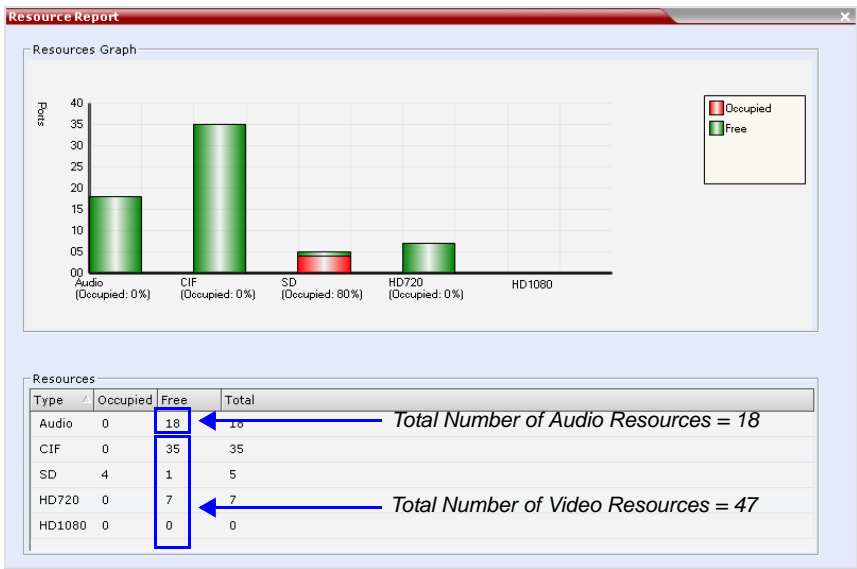 Resource Report
Resources Graph
Ports
40
35
30
25
20
15
10
05
00
Audio
(Occupied: 0%)
CIF
(Occupied: 0%)
SD
(Occupied: 80%)
HD720
(Occupied: 0%)
HD1080
Occupied
Free
Resources
Type Occupied Free Total
Audio 0 18 18 Total Number of Audio Resources = 18
CIF 0 35 35
SD 4 1 5
HD720 0 7 7 Total Number of Video Resources = 47
HD1080 0 0 0